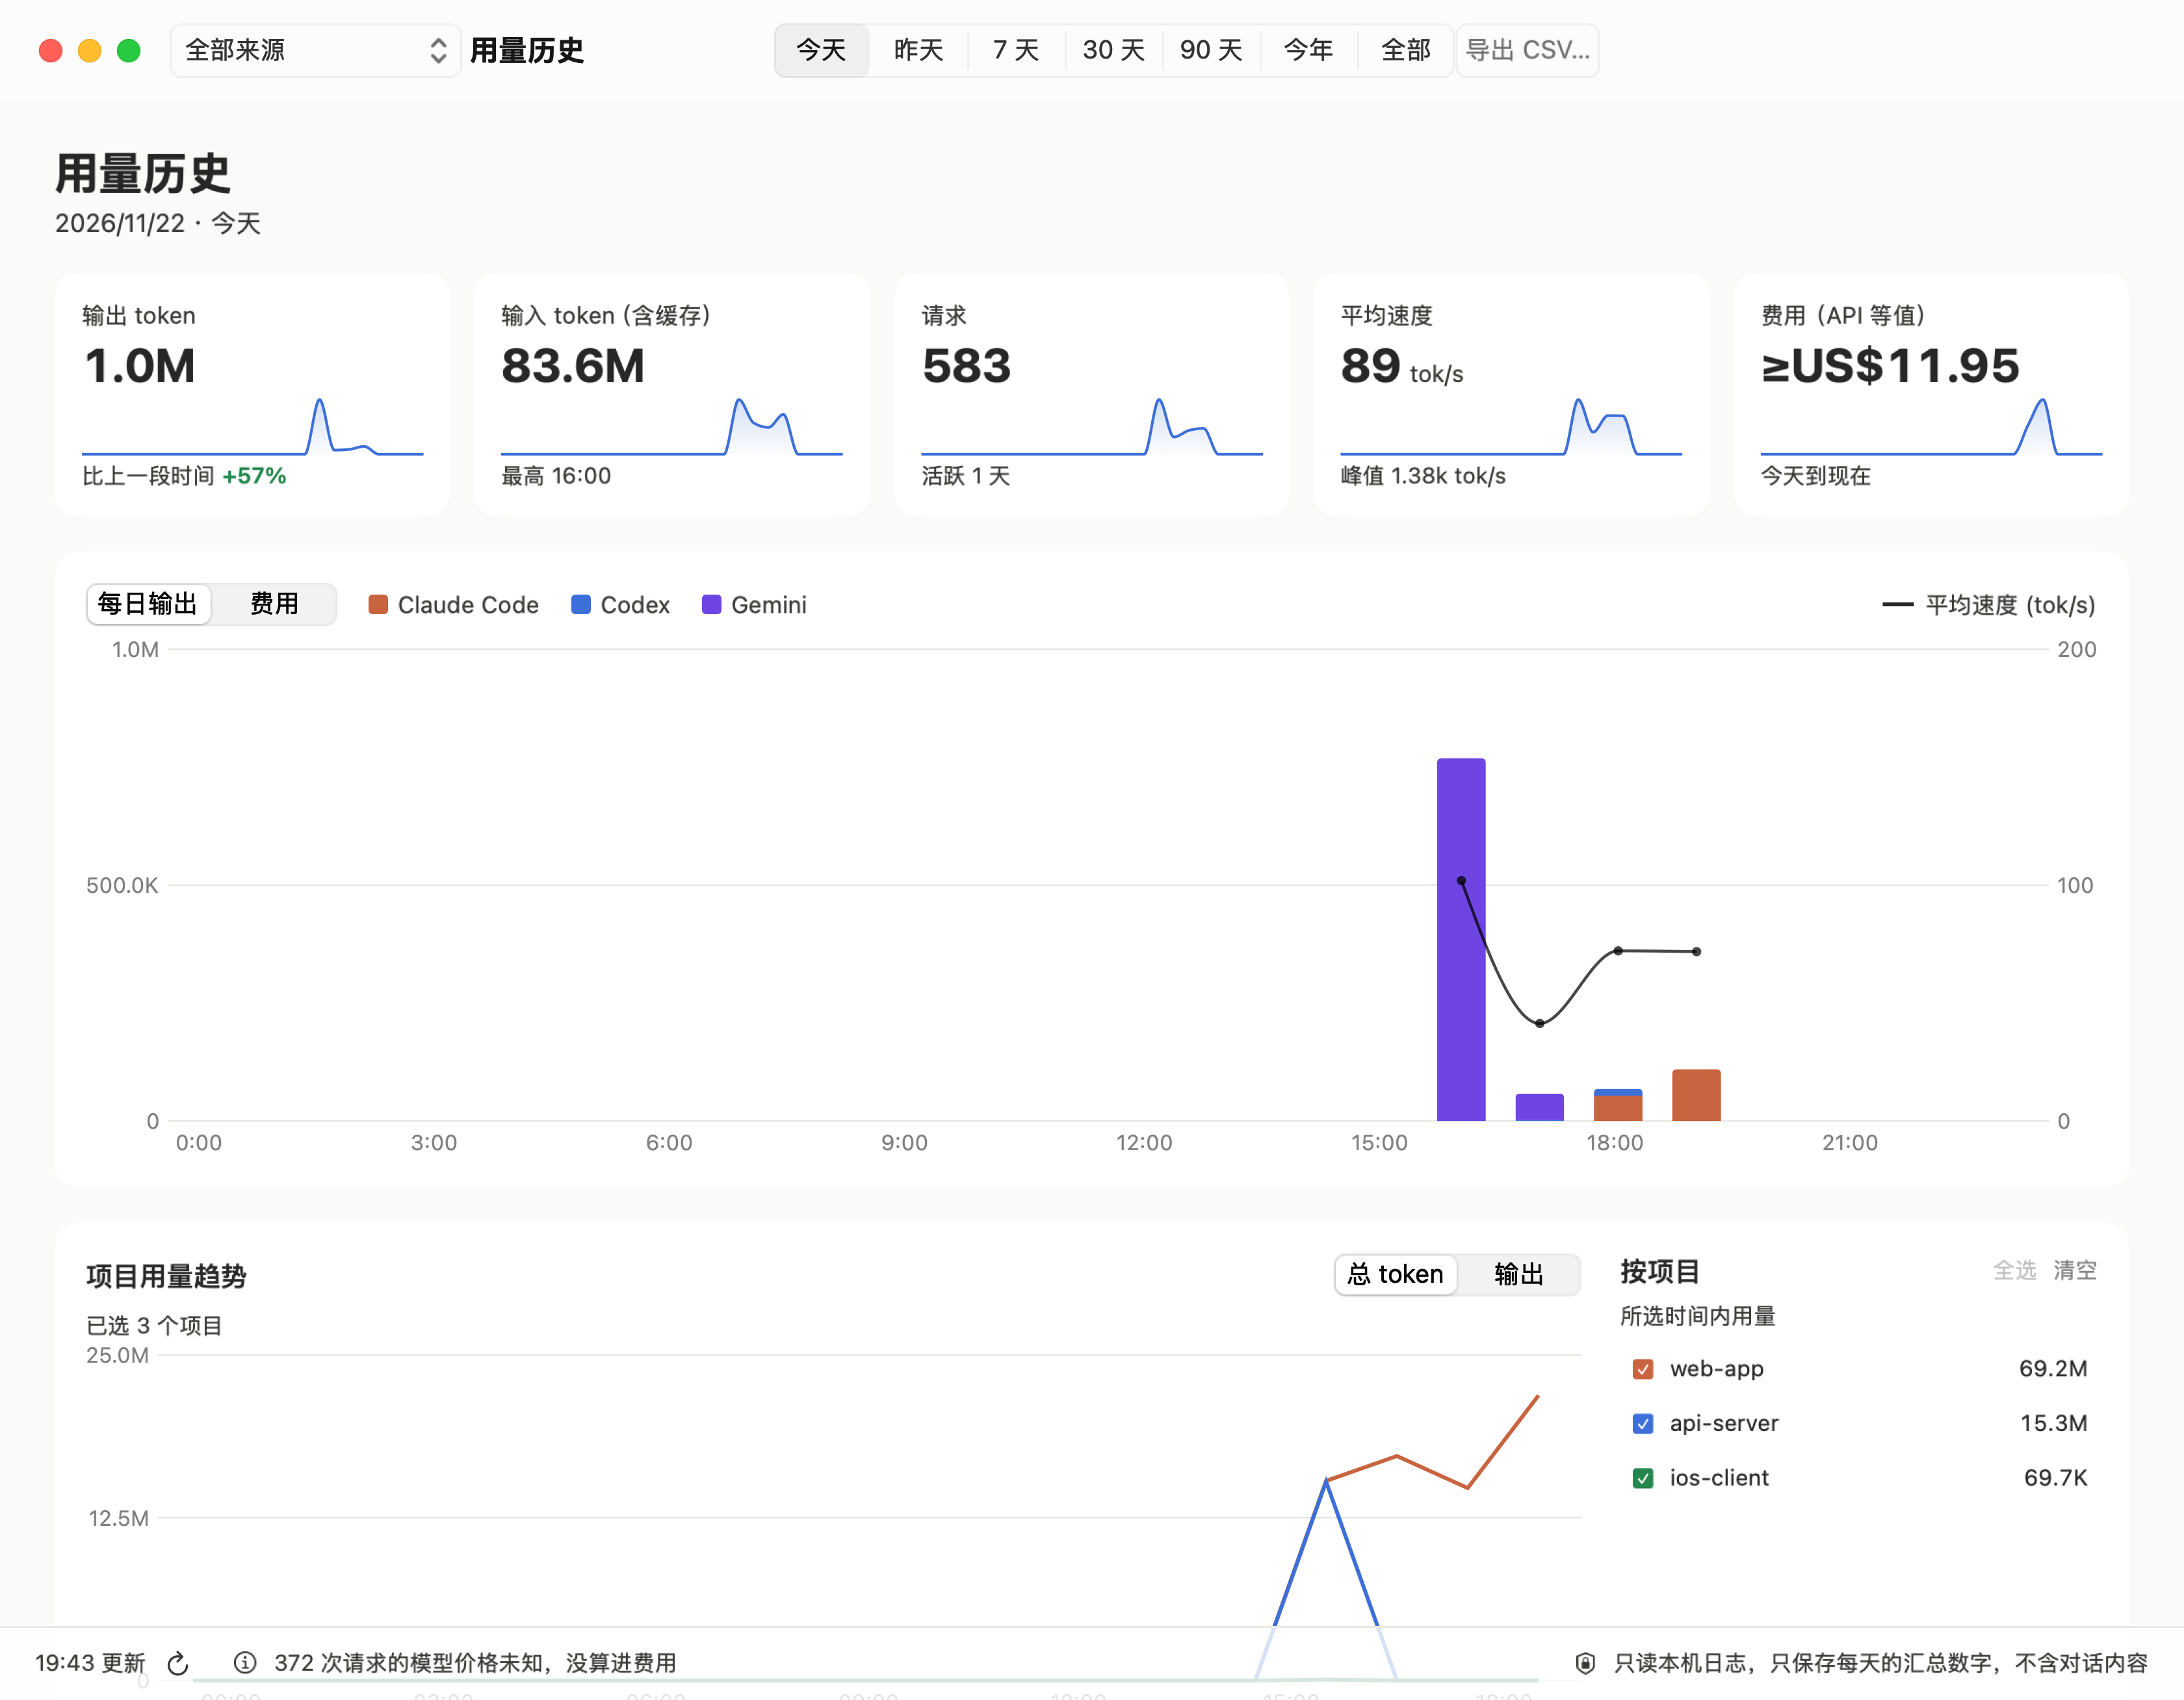 全部来源
用量历史
今天 昨天 7 天 30 天 90 天 今年 全部 导出 CSV...
用量历史
2026/11/22 · 今天
输出 token
1.0M
比上一段时间 +57%
输入 token (含缓存)
83.6M
最高 16:00
请求
583
活跃 1 天
平均速度
89 tok/s
峰值 1.38k tok/s
费用（API 等值）
≥US$11.95
今天到现在
每日输出 费用 Claude Code Codex Gemini 平均速度 (tok/s)
1.0M 200
500.0K 100
0 0
0:00 3:00 6:00 9:00 12:00 15:00 18:00 21:00
项目用量趋势
总 token 输出
已选 3 个项目
25.0M
12.5M
0
按项目 全选 清空
所选时间内用量
web-app 69.2M
api-server 15.3M
ios-client 69.7K
19:43 更新 372 次请求的模型价格未知，没算进费用 只读本机日志，只保存每天的汇总数字，不含对话内容